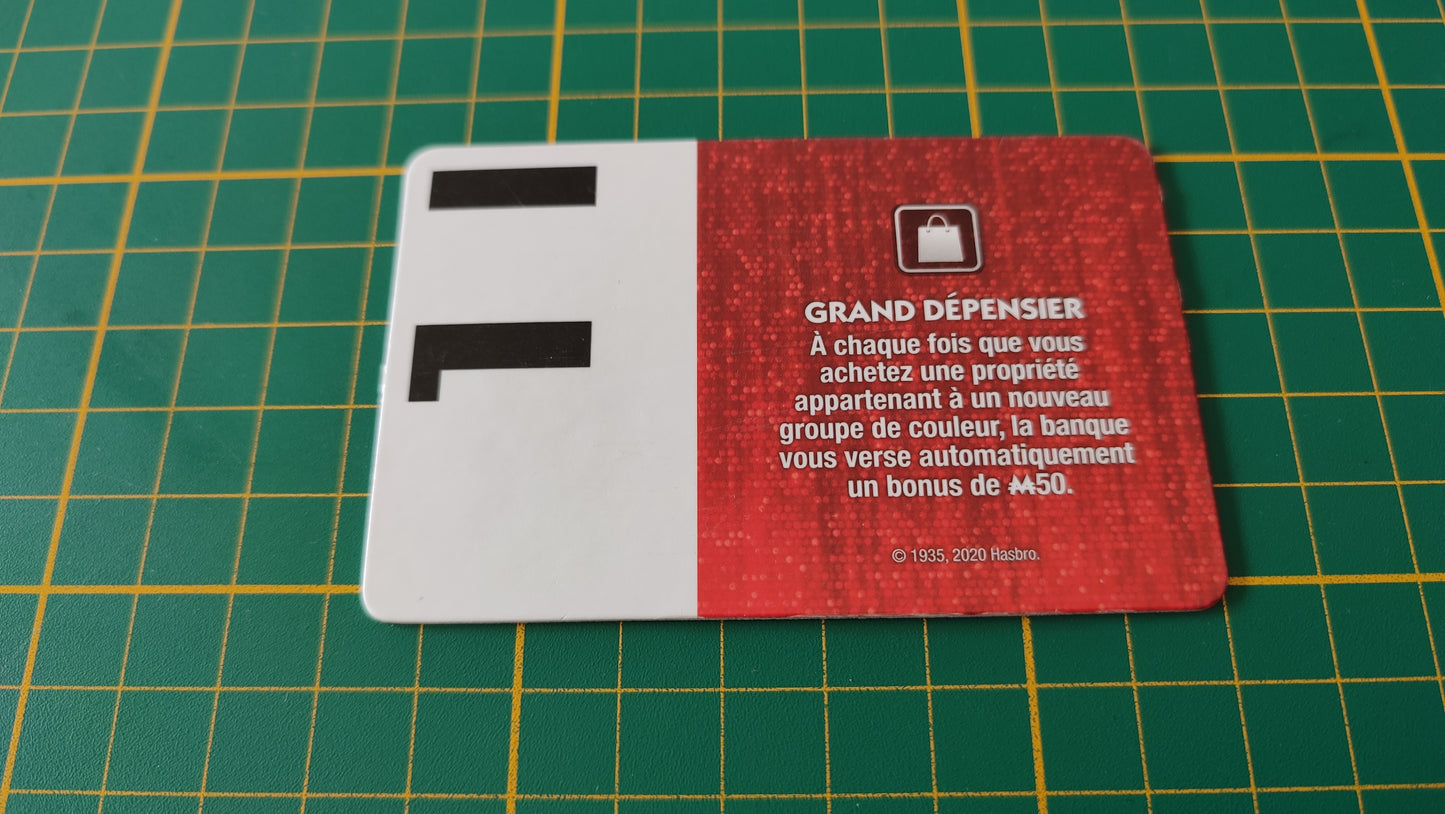 GRAND DÉPENSIER
À chaque fois que vous
achetez une propriété
appartenant à un nouveau
groupe de couleur, la banque
vous verse automatiquement
un bonus de M50.
© 1935, 2020 Hasbro.